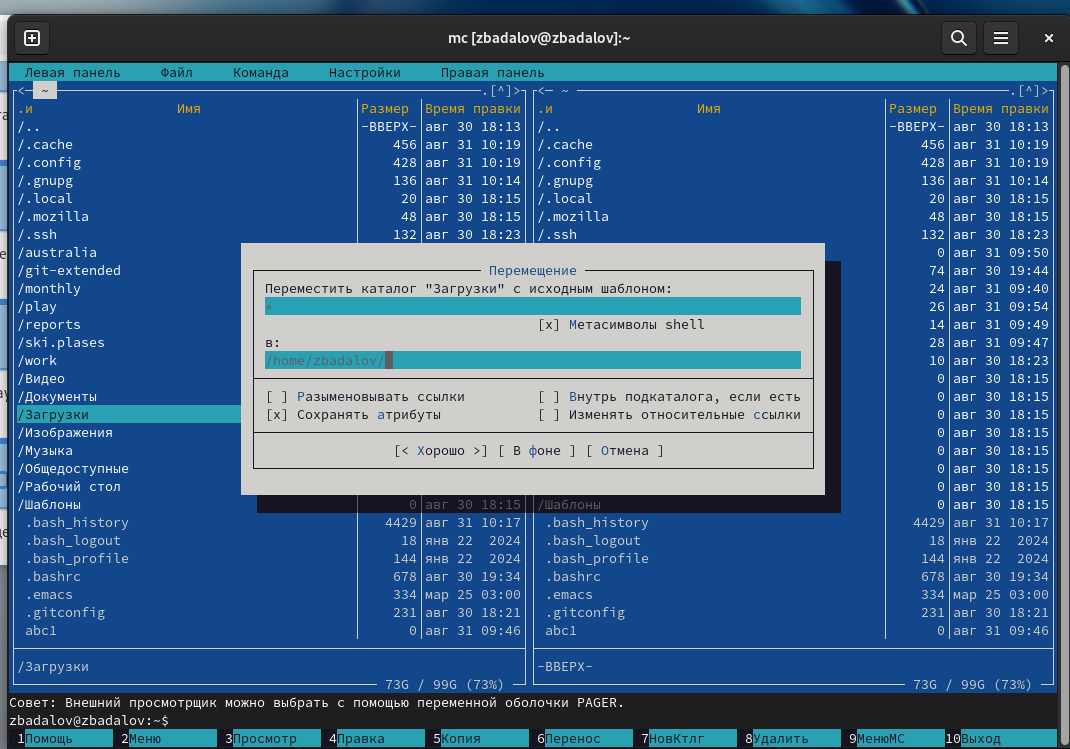 mc [zbadalov@zbadalov]:~
Левая панель Файл Команда Настройки Правая панель
<─ ~ .[^]> <─ ~ .[^]>
.и Имя Размер Время правки .и Имя Размер Время правки
/.. -ВВЕРХ- авг 30 18:13 /.. -ВВЕРХ- авг 30 18:13
/.cache 456 авг 31 10:19 /.cache 456 авг 31 10:19
/.config 428 авг 31 10:19 /.config 428 авг 31 10:19
/.gnupg 136 авг 31 10:14 /.gnupg 136 авг 31 10:14
/.local 20 авг 30 18:15 /.local 20 авг 30 18:15
/.mozilla 48 авг 30 18:15 /.mozilla 48 авг 30 18:15
/.ssh 132 авг 30 18:23 /.ssh 132 авг 30 18:23
/australia 0 авг 31 09:50
/git-extended 74 авг 30 19:44
/monthly 24 авг 31 09:40
/play 26 авг 31 09:54
/reports 14 авг 31 09:49
/ski.plases 28 авг 31 09:47
/work 10 авг 30 18:23
/Видео 0 авг 30 18:15
/Документы 0 авг 30 18:15
/Загрузки 0 авг 30 18:15
/Изображения 0 авг 30 18:15
/Музыка 0 авг 30 18:15
/Общедоступные 0 авг 30 18:15
/Рабочий стол 0 авг 30 18:15
Перемещение
Переместить каталог "Загрузки" с исходным шаблоном:
*
[x] Метасимволы shell
в:
/home/zbadalov/
[ ] Разыменовывать ссылки [ ] Внутрь подкаталога, если есть
[x] Сохранять атрибуты [ ] Изменять относительные ссылки
[< Хорошо >] [ В фоне ] [ Отмена ]
/Шаблоны 0 авг 30 18:15 /Шаблоны 0 авг 30 18:15
.bash_history 4429 авг 31 10:17 .bash_history 4429 авг 31 10:17
.bash_logout 18 янв 22 2024 .bash_logout 18 янв 22 2024
.bash_profile 144 янв 22 2024 .bash_profile 144 янв 22 2024
.bashrc 678 авг 30 19:34 .bashrc 678 авг 30 19:34
.emacs 334 мар 25 03:00 .emacs 334 мар 25 03:00
.gitconfig 231 авг 30 18:21 .gitconfig 231 авг 30 18:21
abc1 0 авг 31 09:46 abc1 0 авг 31 09:46
/Загрузки -ВВЕРХ-
73G / 99G (73%) 73G / 99G (73%)
Совет: Внешний просмотрщик можно выбрать с помощью переменной оболочки PAGER.
zbadalov@zbadalov:~$
1Помощь 2Меню 3Просмотр 4Правка 5Копия 6Перенос 7НовКтлг 8Удалить 9МенюМС 10Выход